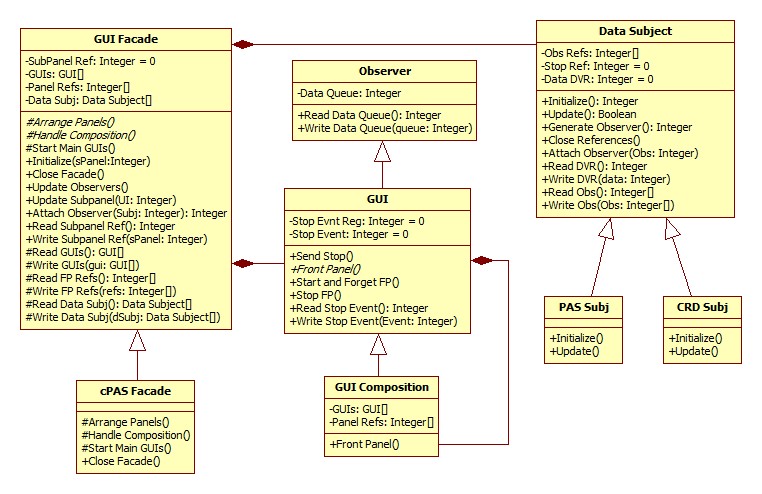 GUI Facade
-SubPanel Ref: Integer = 0
-GUIs: GUI[]
-Panel Refs: Integer[]
-Data Subj: Data Subject[]
#Arrange Panels()
#Handle Composition()
#Start Main GUIs()
+Initialize(sPanel:Integer)
+Close Facade()
+Update Observers()
+Update Subpanel(UI: Integer)
+Attach Observer(Subj: Integer): Integer
+Read Subpanel Ref(): Integer
+Write Subpanel Ref(sPanel: Integer)
#Read GUIs(): GUI[]
#Write GUIs(gui: GUI[])
#Read FP Refs(): Integer[]
#Write FP Refs(refs: Integer[])
#Read Data Subj(): Data Subject[]
#Write Data Subj(dSubj: Data Subject[])
cPAS Facade
#Arrange Panels()
#Handle Composition()
#Start Main GUIs()
+Close Facade()
Observer
-Data Queue: Integer
+Read Data Queue(): Integer
+Write Data Queue(queue: Integer)
GUI
-Stop Evnt Reg: Integer = 0
-Stop Event: Integer = 0
+Send Stop()
+Front Panel()
+Start and Forget FP()
+Stop FP()
+Read Stop Event(): Integer
+Write Stop Event(Event: Integer)
GUI Composition
-GUIs: GUI[]
-Panel Refs: Integer[]
+Front Panel()
Data Subject
-Obs Refs: Integer[]
-Stop Ref: Integer = 0
-Data DVR: Integer = 0
+Initialize(): Integer
+Update(): Boolean
+Generate Observer(): Integer
+Close References()
+Attach Observer(Obs: Integer)
+Read DVR(): Integer
+Write DVR(data: Integer)
+Read Obs(): Integer[]
+Write Obs(Obs: Integer[])
PAS Subj
+Initialize()
+Update()
CRD Subj
+Initialize()
+Update()